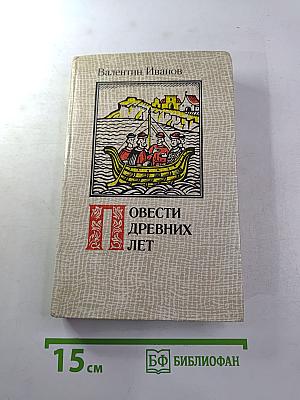 Валентин Иванов
ПОВЕСТИ
ДРЕВНИХ
ЛЕТ
15 см
БФ БИБЛИОФАН